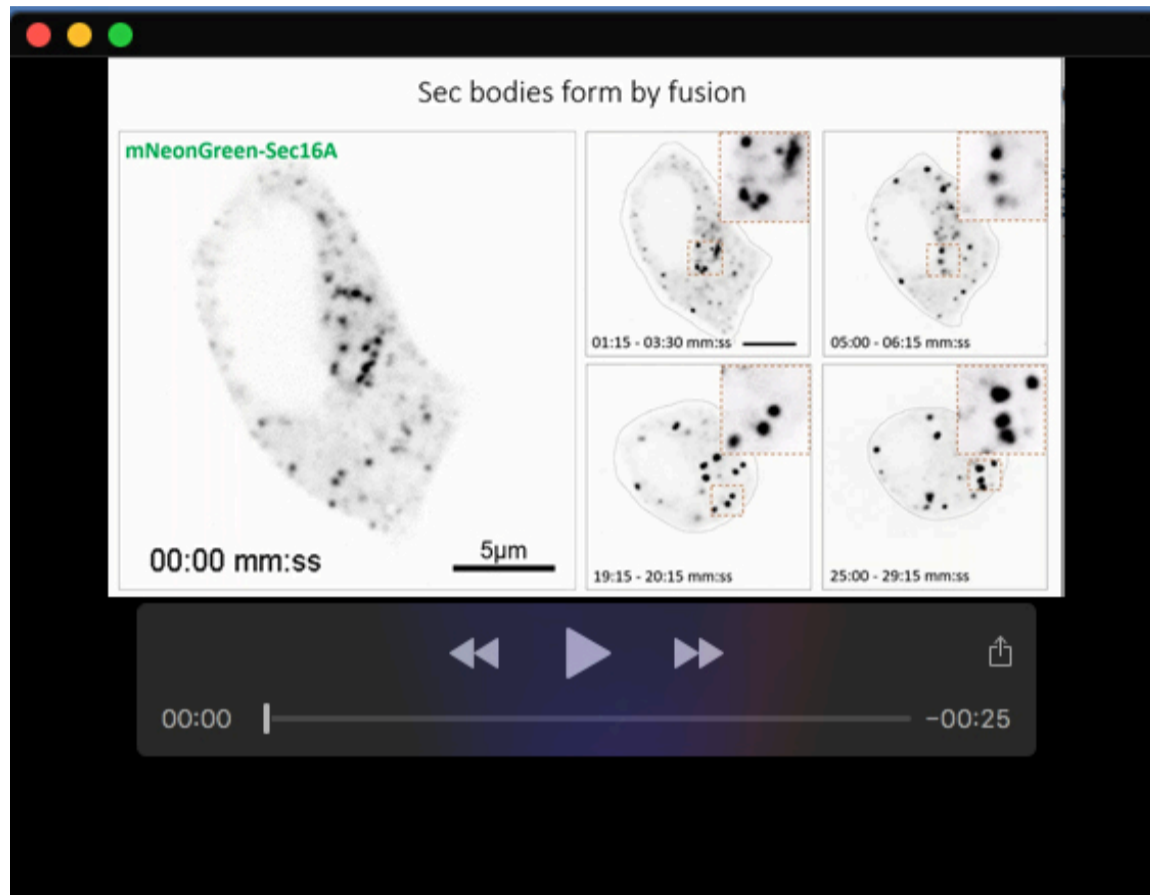 Sec bodies form by fusion
mNeonGreen-Sec16A
00:00 mm:ss
5µm
01:15 - 03:30 mm:ss
05:00 - 06:15 mm:ss
19:15 - 20:15 mm:ss
25:00 - 29:15 mm:ss
00:00
-00:25